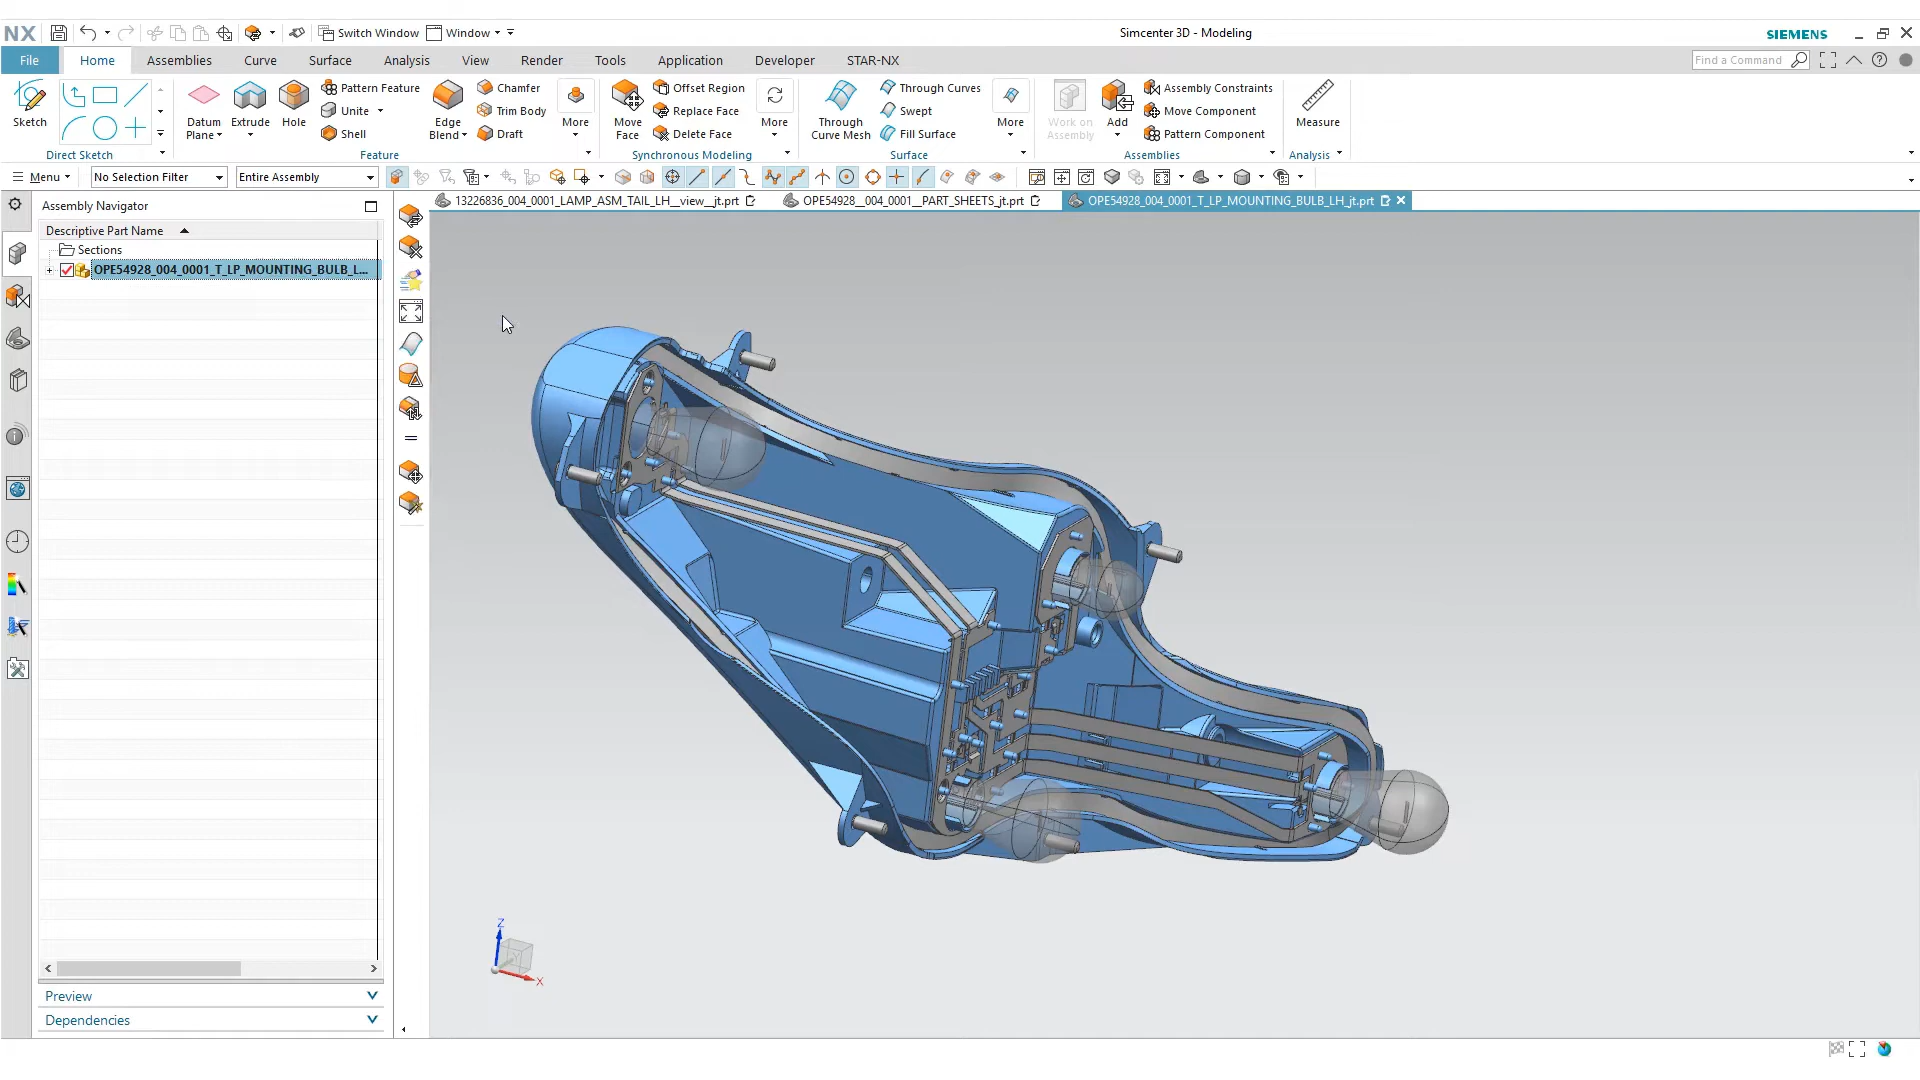 NX
Switch Window
Window
Simcenter 3D - Modeling
SIEMENS
File
Home
Assemblies
Curve
Surface
Analysis
View
Render
Tools
Application
Developer
STAR-NX
Find a Command
Sketch
Direct Sketch
Datum
Plane
Extrude
Hole
Pattern Feature
Unite
Shell
Edge
Blend
Chamfer
Trim Body
Draft
More
Feature
Move
Face
Offset Region
Replace Face
Delete Face
More
Synchronous Modeling
Through
Curve Mesh
Through Curves
Swept
Fill Surface
More
Surface
Work on
Assembly
Add
Assembly Constraints
Move Component
Pattern Component
Assemblies
Measure
Analysis
Menu
No Selection Filter
Entire Assembly
Assembly Navigator
13226836_004_0001_LAMP_ASM_TAIL_LH__view__jt.prt
OPE54928__004_0001__PART_SHEETS_jt.prt
OPE54928_004_0001_T_LP_MOUNTING_BULB_LH_jt.prt
Descriptive Part Name
Sections
OPE54928_004_0001_T_LP_MOUNTING_BULB_L...
Z
X
Preview
Dependencies